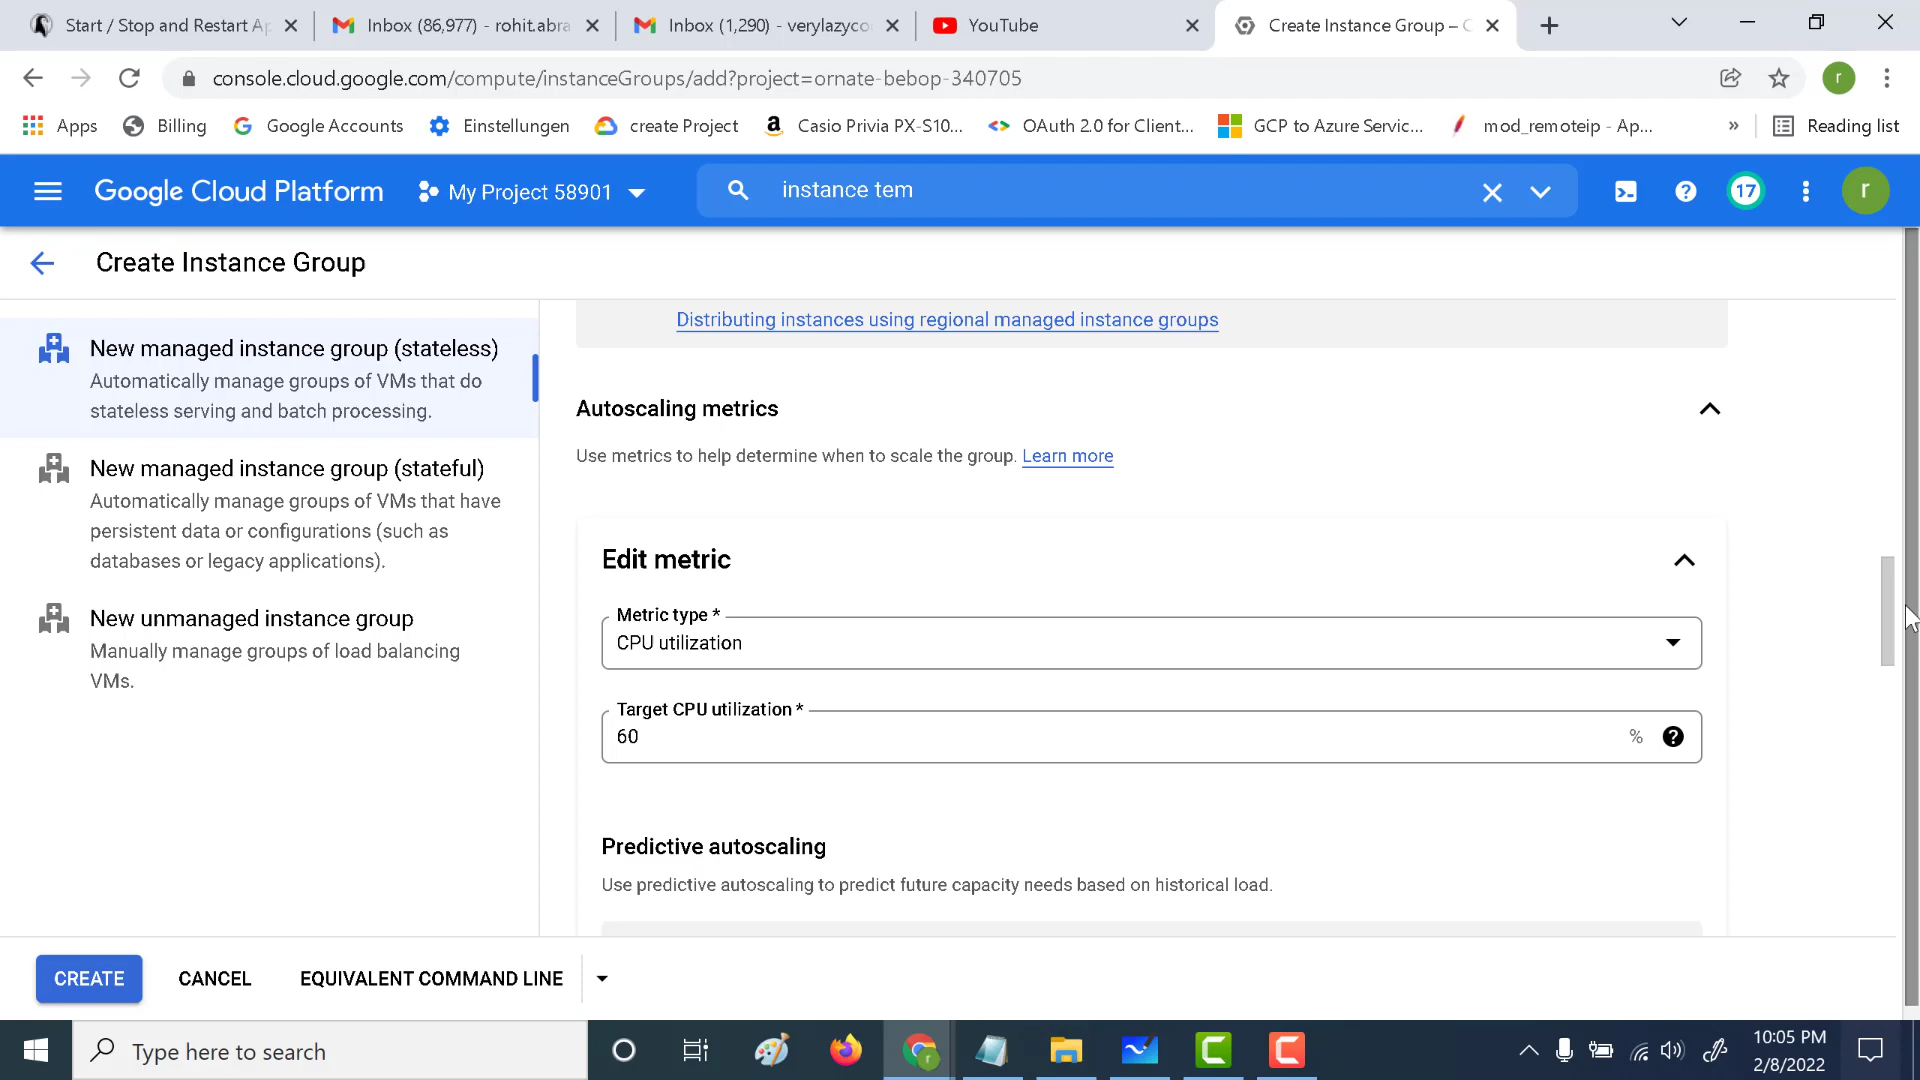 Start / Stop and Restart Ap
Inbox (86,977) - rohit.abra
Inbox (1,290) - verylazyco
YouTube
Create Instance Group – C
console.cloud.google.com/compute/instanceGroups/add?project=ornate-bebop-340705
r
Apps
Billing
Google Accounts
Einstellungen
create Project
Casio Privia PX-S10...
OAuth 2.0 for Client...
GCP to Azure Servic...
mod_remoteip - Ap...
»
Reading list
Google Cloud Platform
My Project 58901
instance tem
17
r
Create Instance Group
New managed instance group (stateless)
Automatically manage groups of VMs that do
stateless serving and batch processing.
New managed instance group (stateful)
Automatically manage groups of VMs that have
persistent data or configurations (such as
databases or legacy applications).
New unmanaged instance group
Manually manage groups of load balancing
VMs.
Distributing instances using regional managed instance groups
Autoscaling metrics
Use metrics to help determine when to scale the group. Learn more
Edit metric
Metric type *
CPU utilization
Target CPU utilization *
60
%
Predictive autoscaling
Use predictive autoscaling to predict future capacity needs based on historical load.
CREATE
CANCEL
EQUIVALENT COMMAND LINE
Type here to search
10:05 PM
2/8/2022